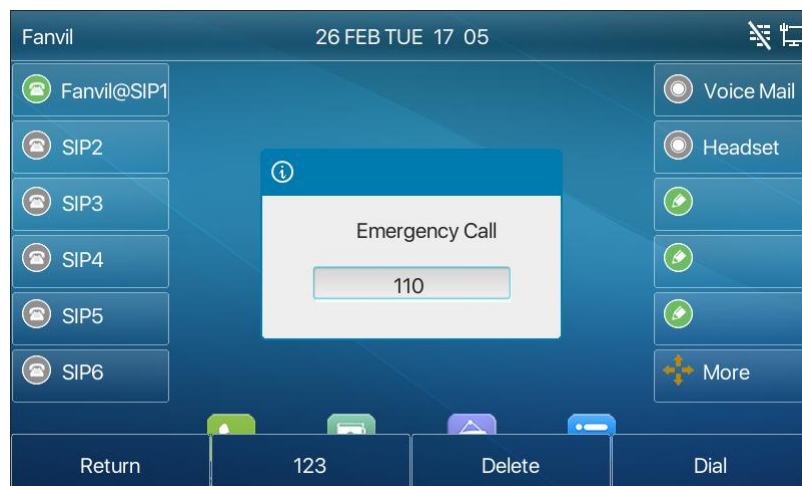 Fanvil
26 FEB TUE 17 05
Fanvil@SIP1
SIP2
SIP3
SIP4
SIP5
SIP6
Emergency Call
110
Voice Mail
Headset
More
Return
123
Delete
Dial